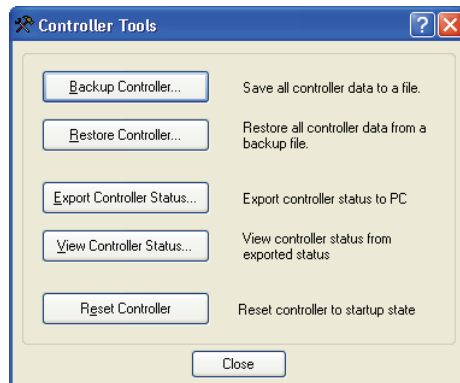 Controller Tools
Backup Controller...
Save all controller data to a file.
Restore Controller...
Restore all controller data from a
backup file.
Export Controller Status...
Export controller status to PC
View Controller Status...
View controller status from
exported status
Reset Controller
Reset controller to startup state
Close